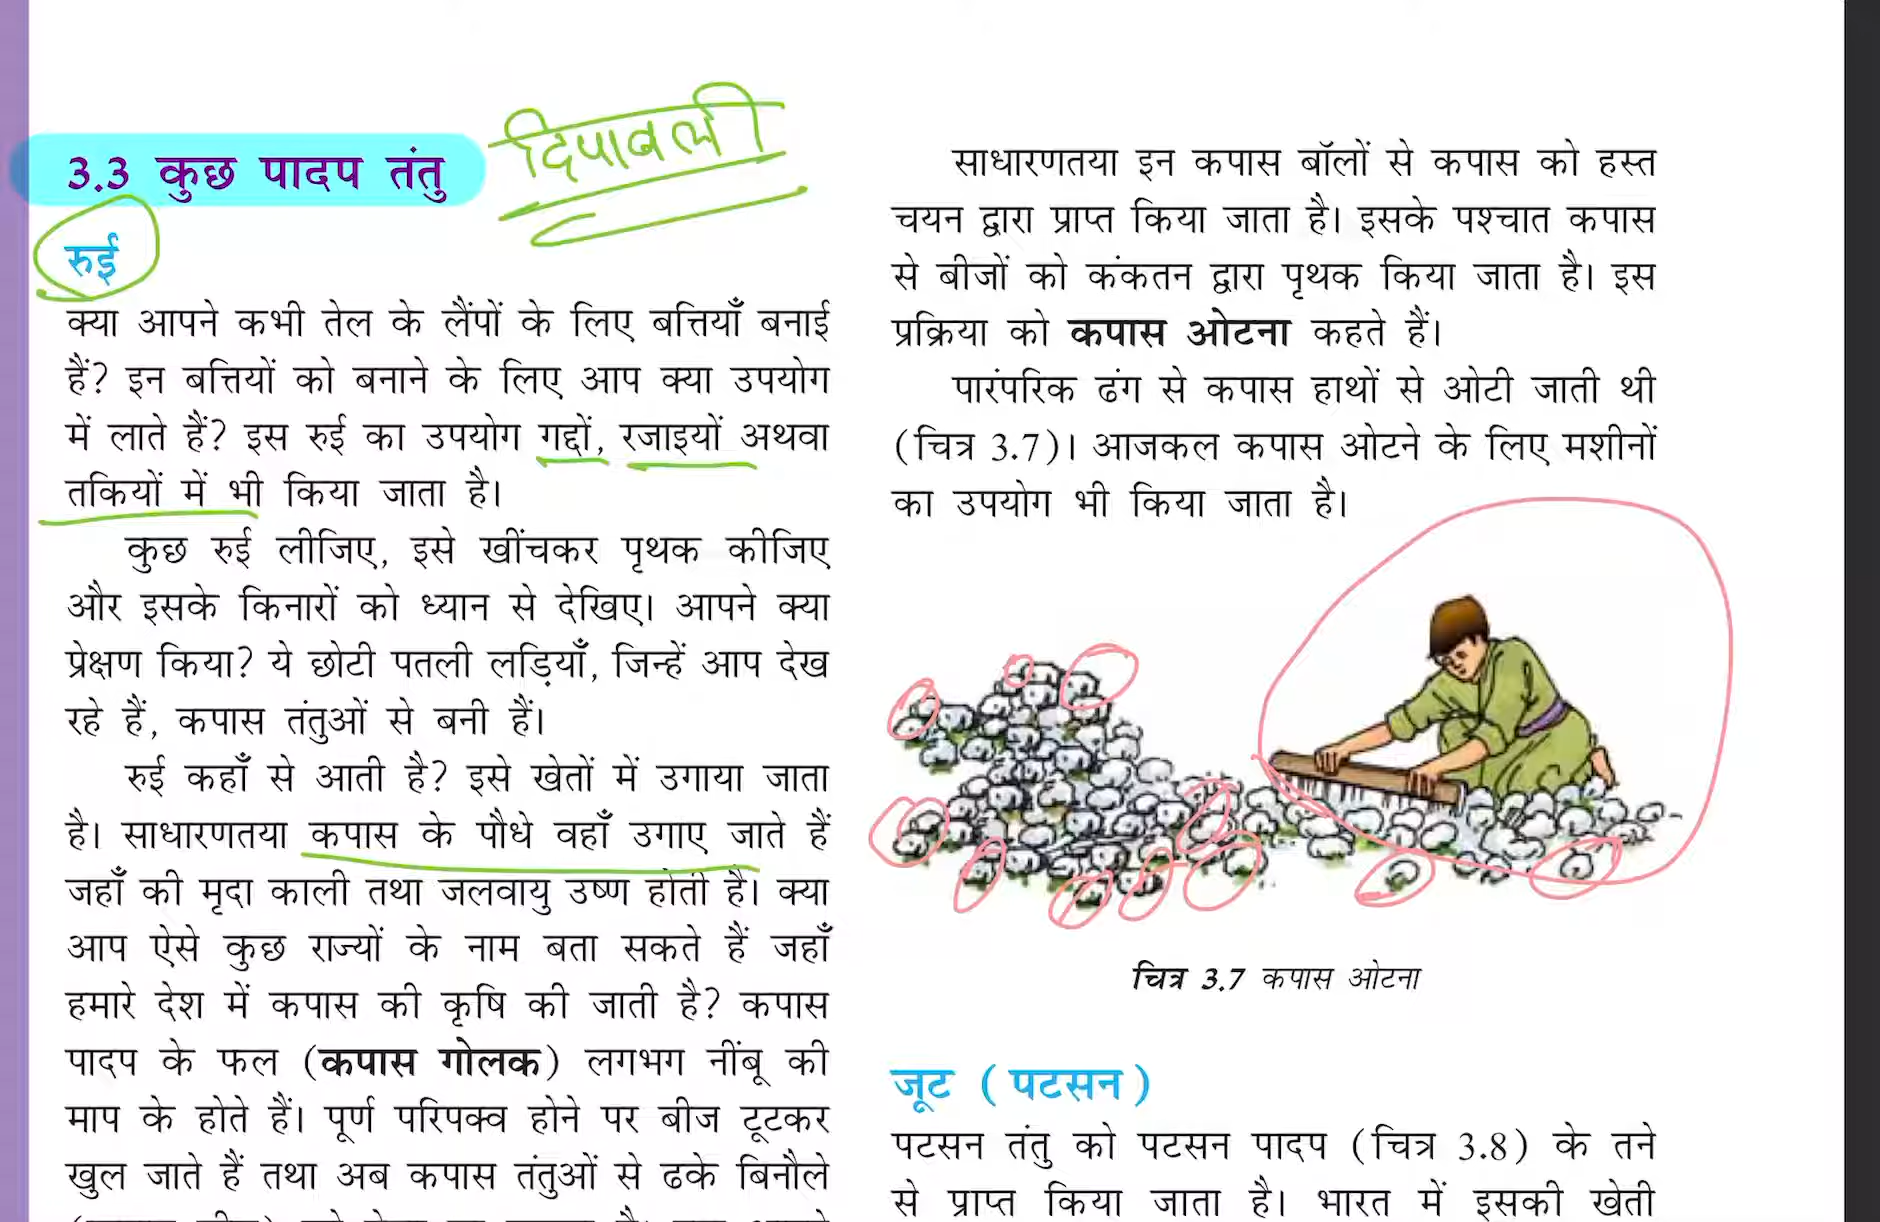 3.3 कुछ पादप तंतु
दिपावली
रुई
क्या आपने कभी तेल के लैंपों के लिए बत्तियाँ बनाई
हैं? इन बत्तियों को बनाने के लिए आप क्या उपयोग
में लाते हैं? इस रुई का उपयोग गद्दों, रजाइयों अथवा
तकियों में भी किया जाता है।
कुछ रुई लीजिए, इसे खींचकर पृथक कीजिए
और इसके किनारों को ध्यान से देखिए। आपने क्या
प्रेक्षण किया? ये छोटी पतली लड़ियाँ, जिन्हें आप देख
रहे हैं, कपास तंतुओं से बनी हैं।
रुई कहाँ से आती है? इसे खेतों में उगाया जाता
है। साधारणतया कपास के पौधे वहाँ उगाए जाते हैं
जहाँ की मृदा काली तथा जलवायु उष्ण होती है। क्या
आप ऐसे कुछ राज्यों के नाम बता सकते हैं जहाँ
हमारे देश में कपास की कृषि की जाती है? कपास
पादप के फल (कपास गोलक) लगभग नींबू की
माप के होते हैं। पूर्ण परिपक्व होने पर बीज टूटकर
खुल जाते हैं तथा अब कपास तंतुओं से ढके बिनौले
साधारणतया इन कपास बॉलों से कपास को हस्त
चयन द्वारा प्राप्त किया जाता है। इसके पश्चात कपास
से बीजों को कंकतन द्वारा पृथक किया जाता है। इस
प्रक्रिया को कपास ओटना कहते हैं।
पारंपरिक ढंग से कपास हाथों से ओटी जाती थी
(चित्र 3.7)। आजकल कपास ओटने के लिए मशीनों
का उपयोग भी किया जाता है।
चित्र 3.7 कपास ओटना
जूट (पटसन)
पटसन तंतु को पटसन पादप (चित्र 3.8) के तने
से प्राप्त किया जाता है। भारत में इसकी खेती